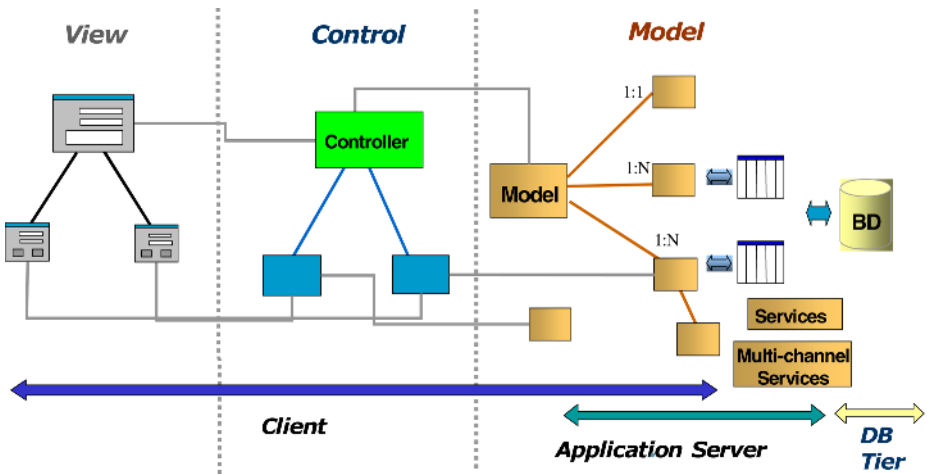 View
Control
Model
1:1
Controller
1:N
Model
BD
1:N
Services
Multi-channel
Services
Client
Application Server
DB
Tier